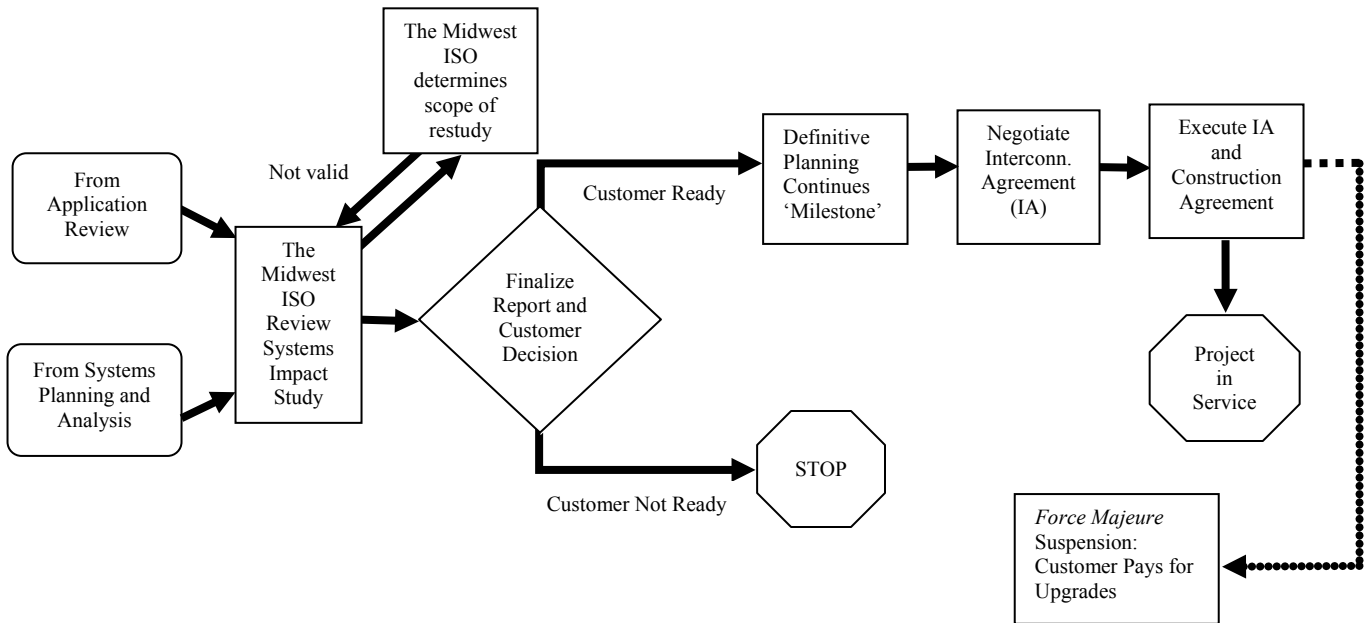 The Midwest
ISO
determines
scope of
restudy
Not valid
From
Application
Review
The
Midwest
ISO
Review
Systems
Impact
Study
From Systems
Planning and
Analysis
Finalize
Report and
Customer
Decision
Customer Ready
Customer Not Ready
STOP
Definitive
Planning
Continues
‘Milestone’
Negotiate
Interconn.
Agreement
(IA)
Execute IA
and
Construction
Agreement
Project
in
Service
Force Majeure
Suspension:
Customer Pays for
Upgrades